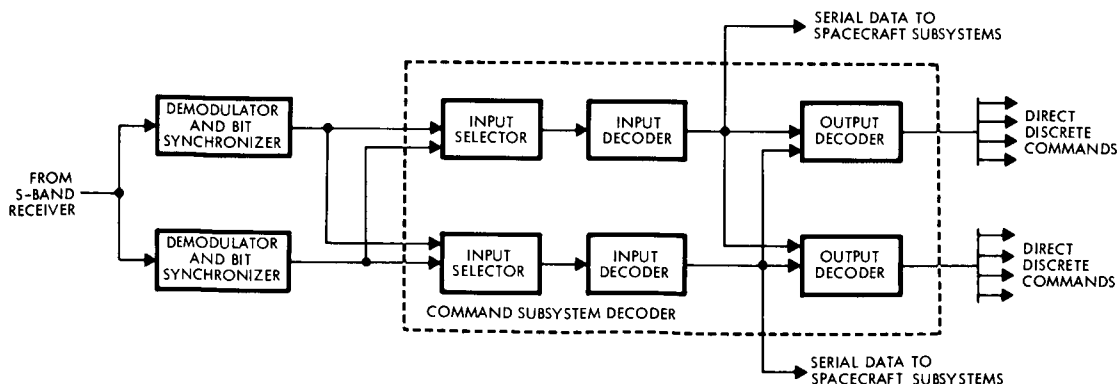 SERIAL DATA TO
SPACECRAFT SUBSYSTEMS
DEMODULATOR
AND BIT
SYNCHRONIZER
INPUT
SELECTOR
INPUT
DECODER
OUTPUT
DECODER
DIRECT
DISCRETE
COMMANDS
FROM
S-BAND
RECEIVER
DEMODULATOR
AND BIT
SYNCHRONIZER
INPUT
SELECTOR
INPUT
DECODER
OUTPUT
DECODER
DIRECT
DISCRETE
COMMANDS
COMMAND SUBSYSTEM DECODER
SERIAL DATA TO
SPACECRAFT SUBSYSTEMS